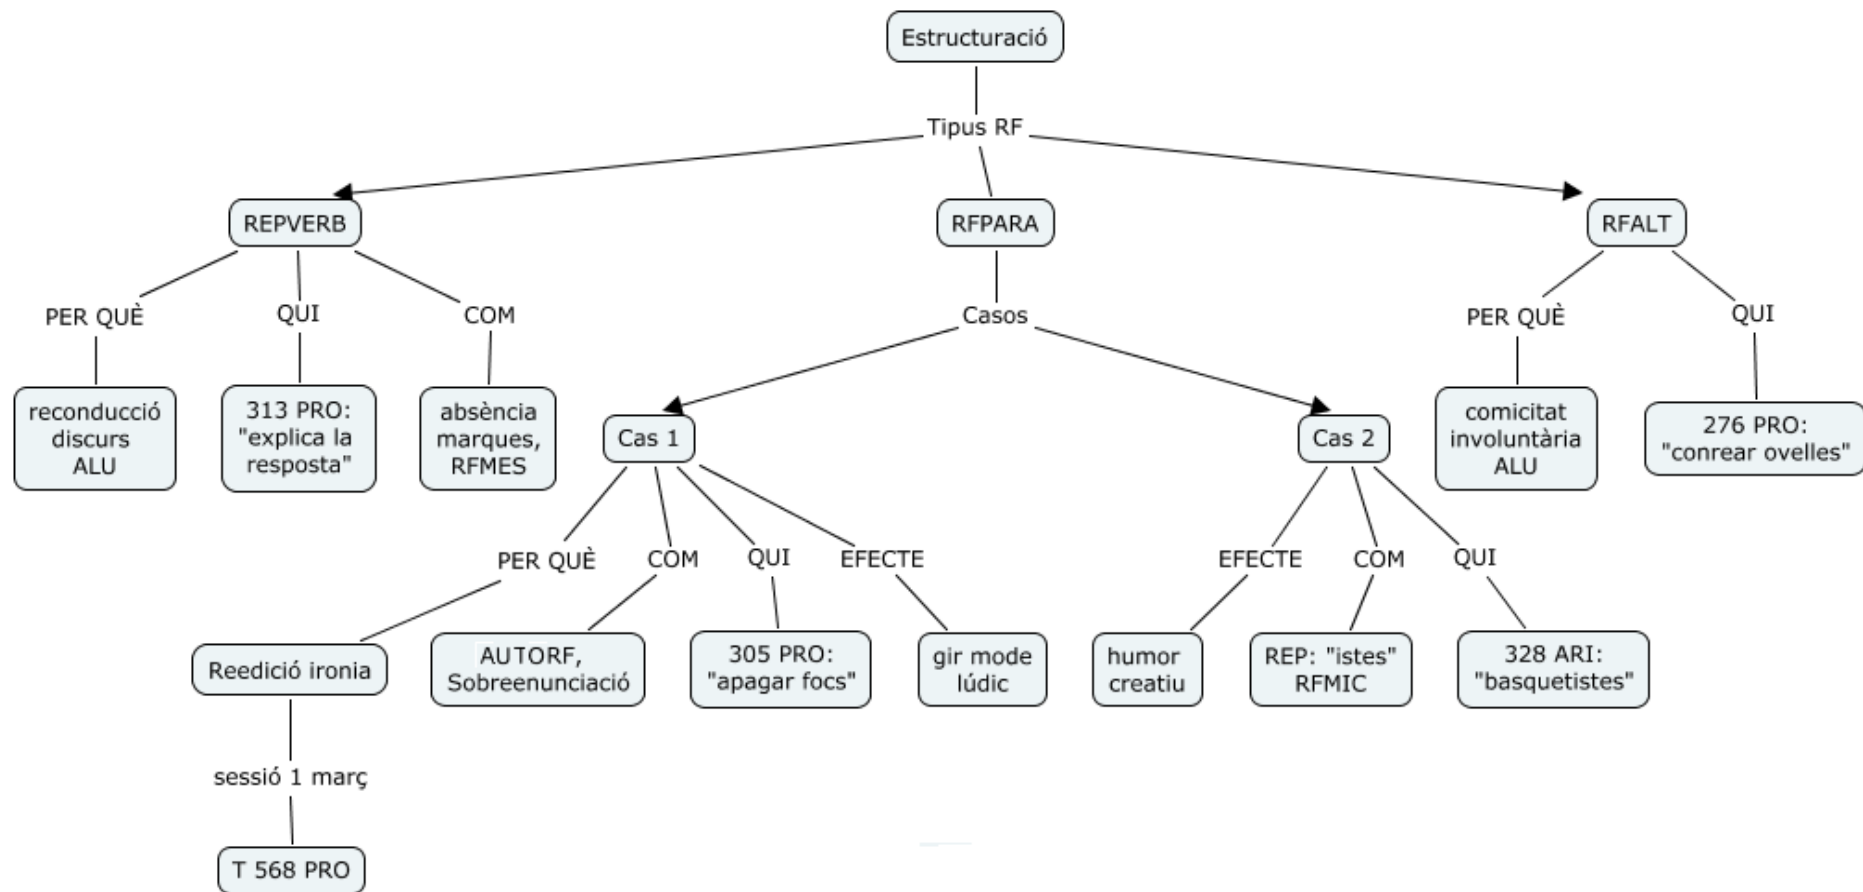 Estructuració
Tipus RF
REPVERB
RFPARA
RFALT
PER QUÈ
QUI
COM
Casos
PER QUÈ
QUI
reconducció
discurs
ALU
313 PRO:
"explica la
resposta"
absència
marques,
RFMES
Cas 1
Cas 2
comicitat
involuntària
ALU
276 PRO:
"conrear ovelles"
PER QUÈ
COM
QUI
EFECTE
EFECTE
COM
QUI
Reedició ironia
AUTORF,
Sobreenunciació
305 PRO:
"apagar focs"
gir mode
lúdic
humor
creatiu
REP: "istes"
RFMIC
328 ARI:
"basquetistes"
sessió 1 març
T 568 PRO